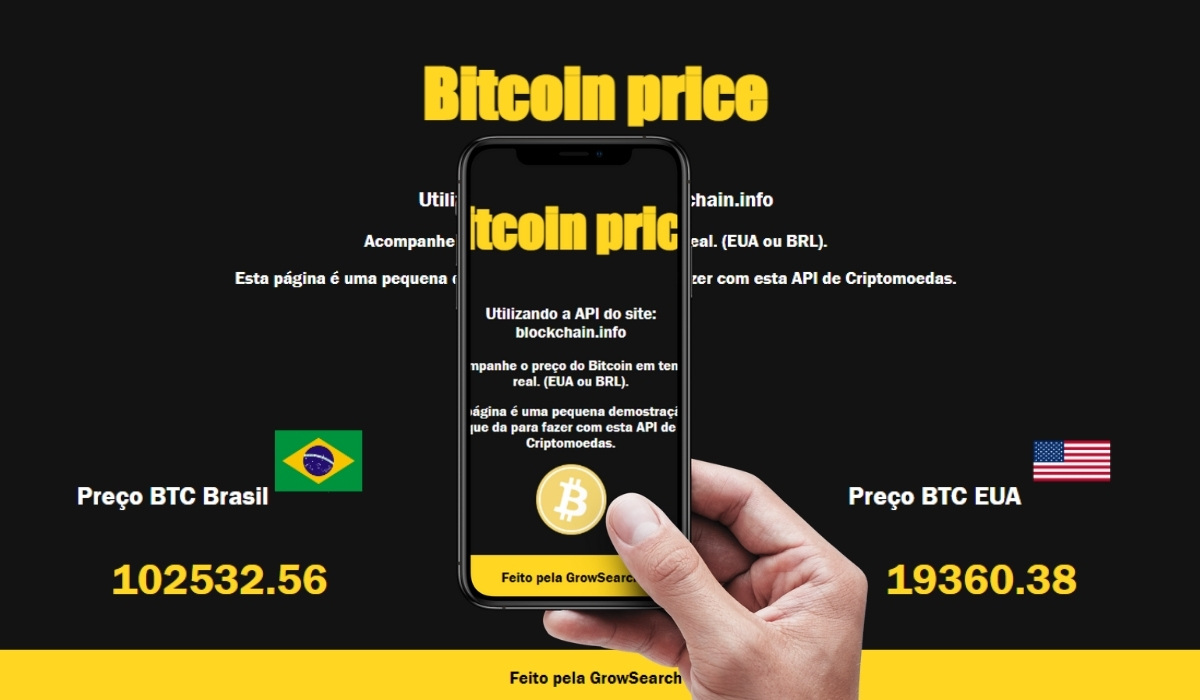 Bitcoin price
Utili chain.info
Acompanhe eal. (EUA ou BRL).
Esta página é uma pequena zer com esta API de Criptomoedas.
itcoin pric
Utilizando a API do site:
blockchain.info
mpanhe o preço do Bitcoin em tem
real. (EUA ou BRL).
página é uma pequena demostraçã
que da para fazer com esta API de
Criptomoedas.
Feito pela GrowSearch
Preço BTC Brasil
102532.56
Preço BTC EUA
19360.38
Feito pela GrowSearch